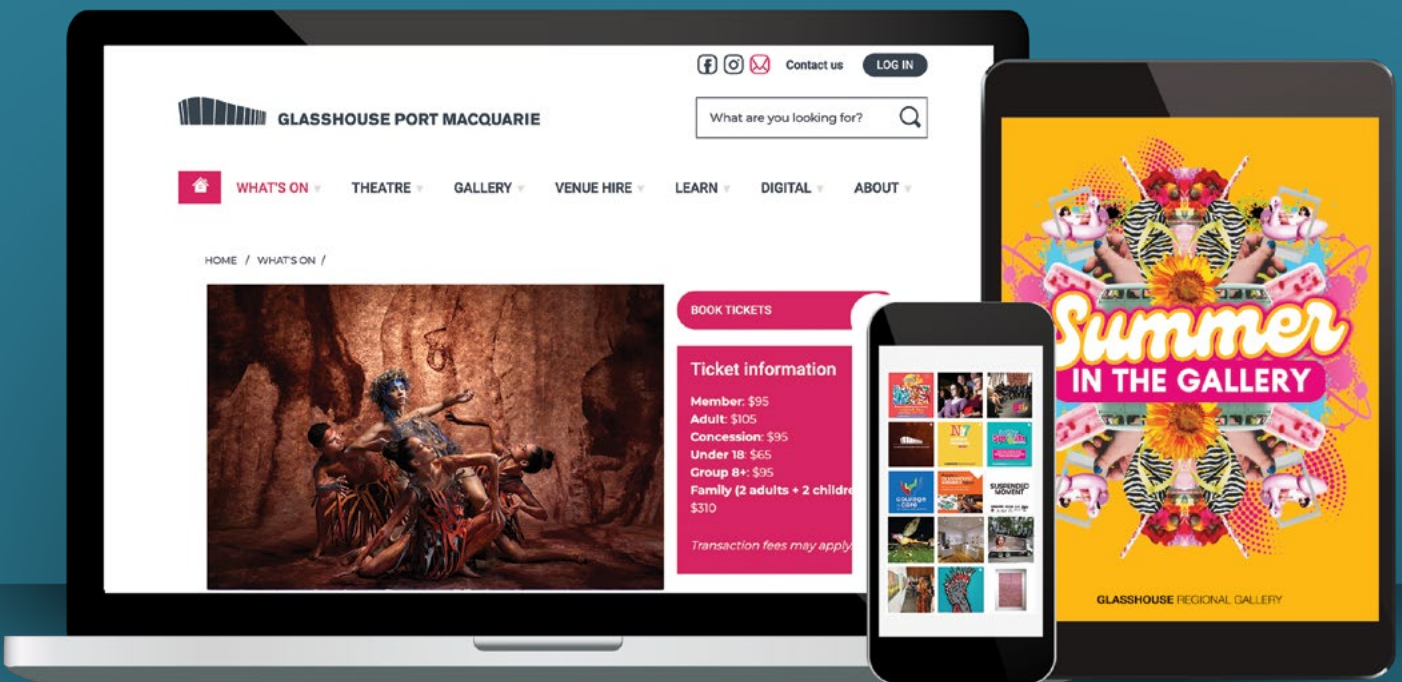 Contact us
LOG IN
GLASSHOUSE PORT MACQUARIE
What are you looking for?
WHAT'S ON
THEATRE
GALLERY
VENUE HIRE
LEARN
DIGITAL
ABOUT
HOME / WHAT'S ON /
BOOK TICKETS
Ticket information
Member: $95
Adult: $105
Concession: $95
Under 18: $65
Group 8+: $95
Family (2 adults + 2 childre
$310
Transaction fees may apply.
N7
SUSPENDED
MOVEMENT
Summer
IN THE GALLERY
GLASSHOUSE REGIONAL GALLERY